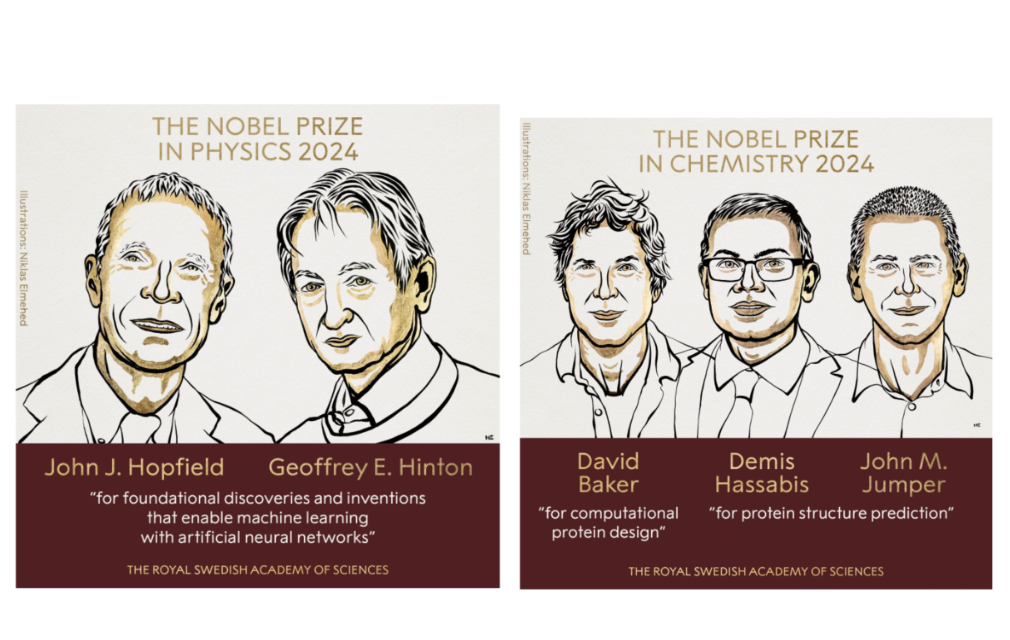 THE NOBEL PRIZE
IN PHYSICS 2024
Illustrations: Niklas Elmehed
John J. Hopfield
Geoffrey E. Hinton
“for foundational discoveries and inventions
that enable machine learning
with artificial neural networks”
THE ROYAL SWEDISH ACADEMY OF SCIENCES
THE NOBEL PRIZE
IN CHEMISTRY 2024
Illustrations: Niklas Elmehed
David
Baker
“for computational
protein design”
Demis
Hassabis
John M.
Jumper
“for protein structure prediction”
THE ROYAL SWEDISH ACADEMY OF SCIENCES